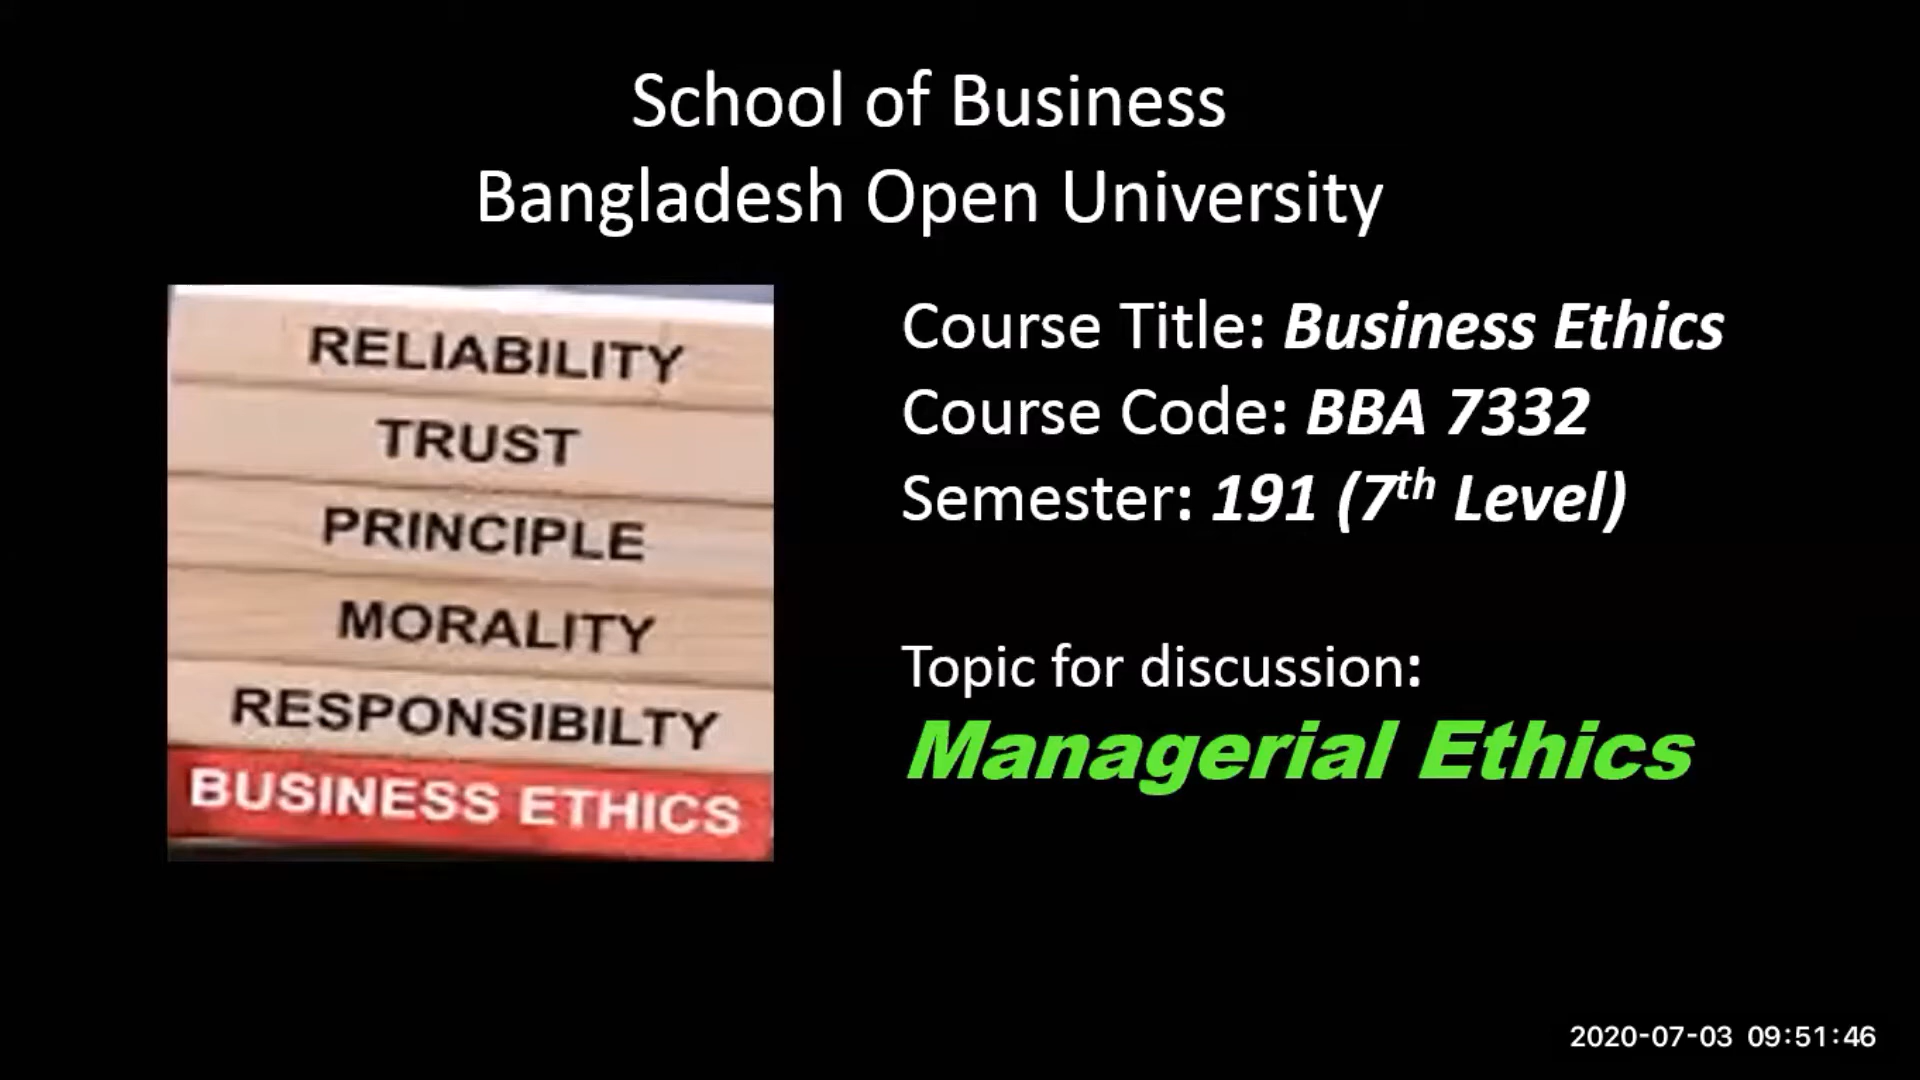 School of Business
Bangladesh Open University
RELIABILITY
TRUST
PRINCIPLE
MORALITY
RESPONSIBILTY
BUSINESS ETHICS
Course Title: Business Ethics
Course Code: BBA 7332
Semester: 191 (7th Level)
Topic for discussion:
Managerial Ethics
2020-07-03 09:51:46